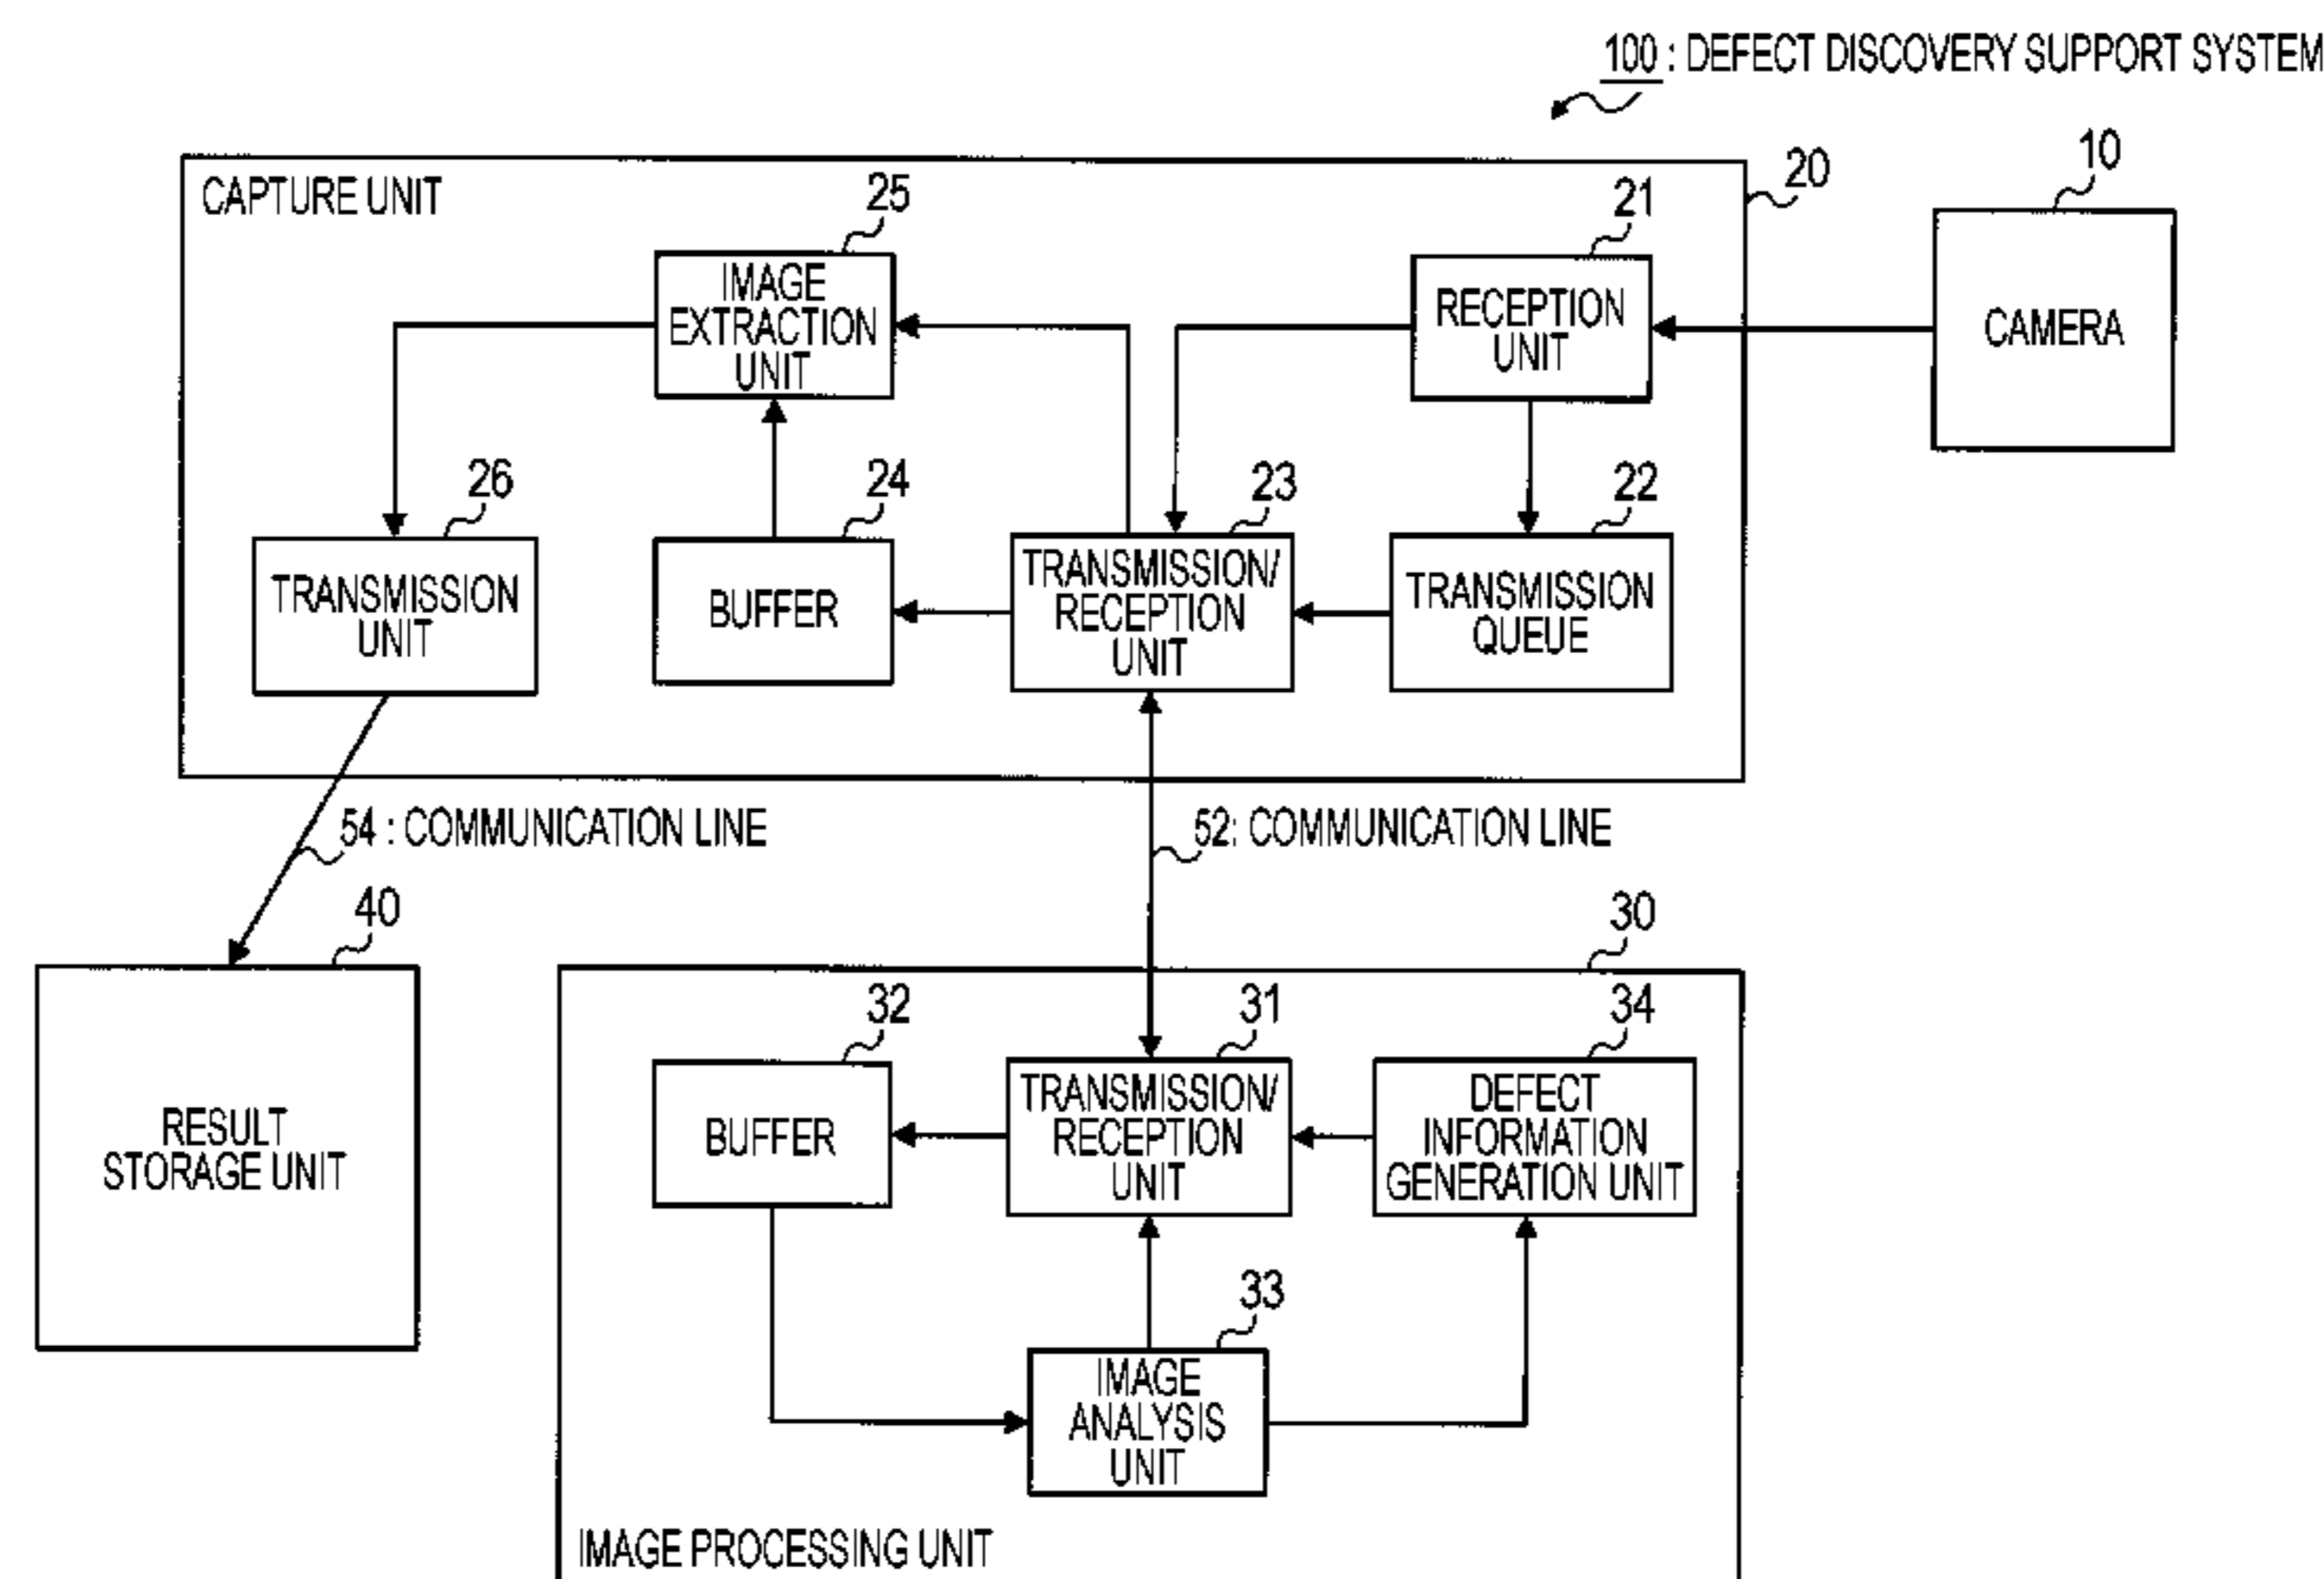 100 : DEFECT DISCOVERY SUPPORT SYSTEM
CAPTURE UNIT
20
10
25
21
IMAGE
EXTRACTION
UNIT
RECEPTION
UNIT
CAMERA
26
24
23
22
TRANSMISSION
UNIT
BUFFER
TRANSMISSION/
RECEPTION
UNIT
TRANSMISSION
QUEUE
54 : COMMUNICATION LINE
52: COMMUNICATION LINE
40
30
32
31
34
RESULT
STORAGE UNIT
BUFFER
TRANSMISSION/
RECEPTION
UNIT
DEFECT
INFORMATION
GENERATION UNIT
33
IMAGE
ANALYSIS
UNIT
IMAGE PROCESSING UNIT